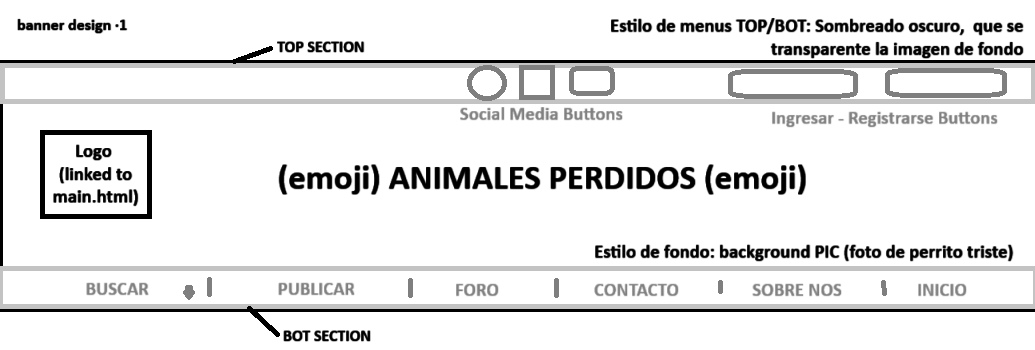 banner design ·1
Estilo de menus TOP/BOT: Sombreado oscuro, que se
transparente la imagen de fondo
TOP SECTION
Social Media Buttons
Ingresar - Registrarse Buttons
Logo
(linked to
main.html)
(emoji) ANIMALES PERDIDOS (emoji)
Estilo de fondo: background PIC (foto de perrito triste)
BUSCAR PUBLICAR FORO CONTACTO SOBRE NOS INICIO
BOT SECTION